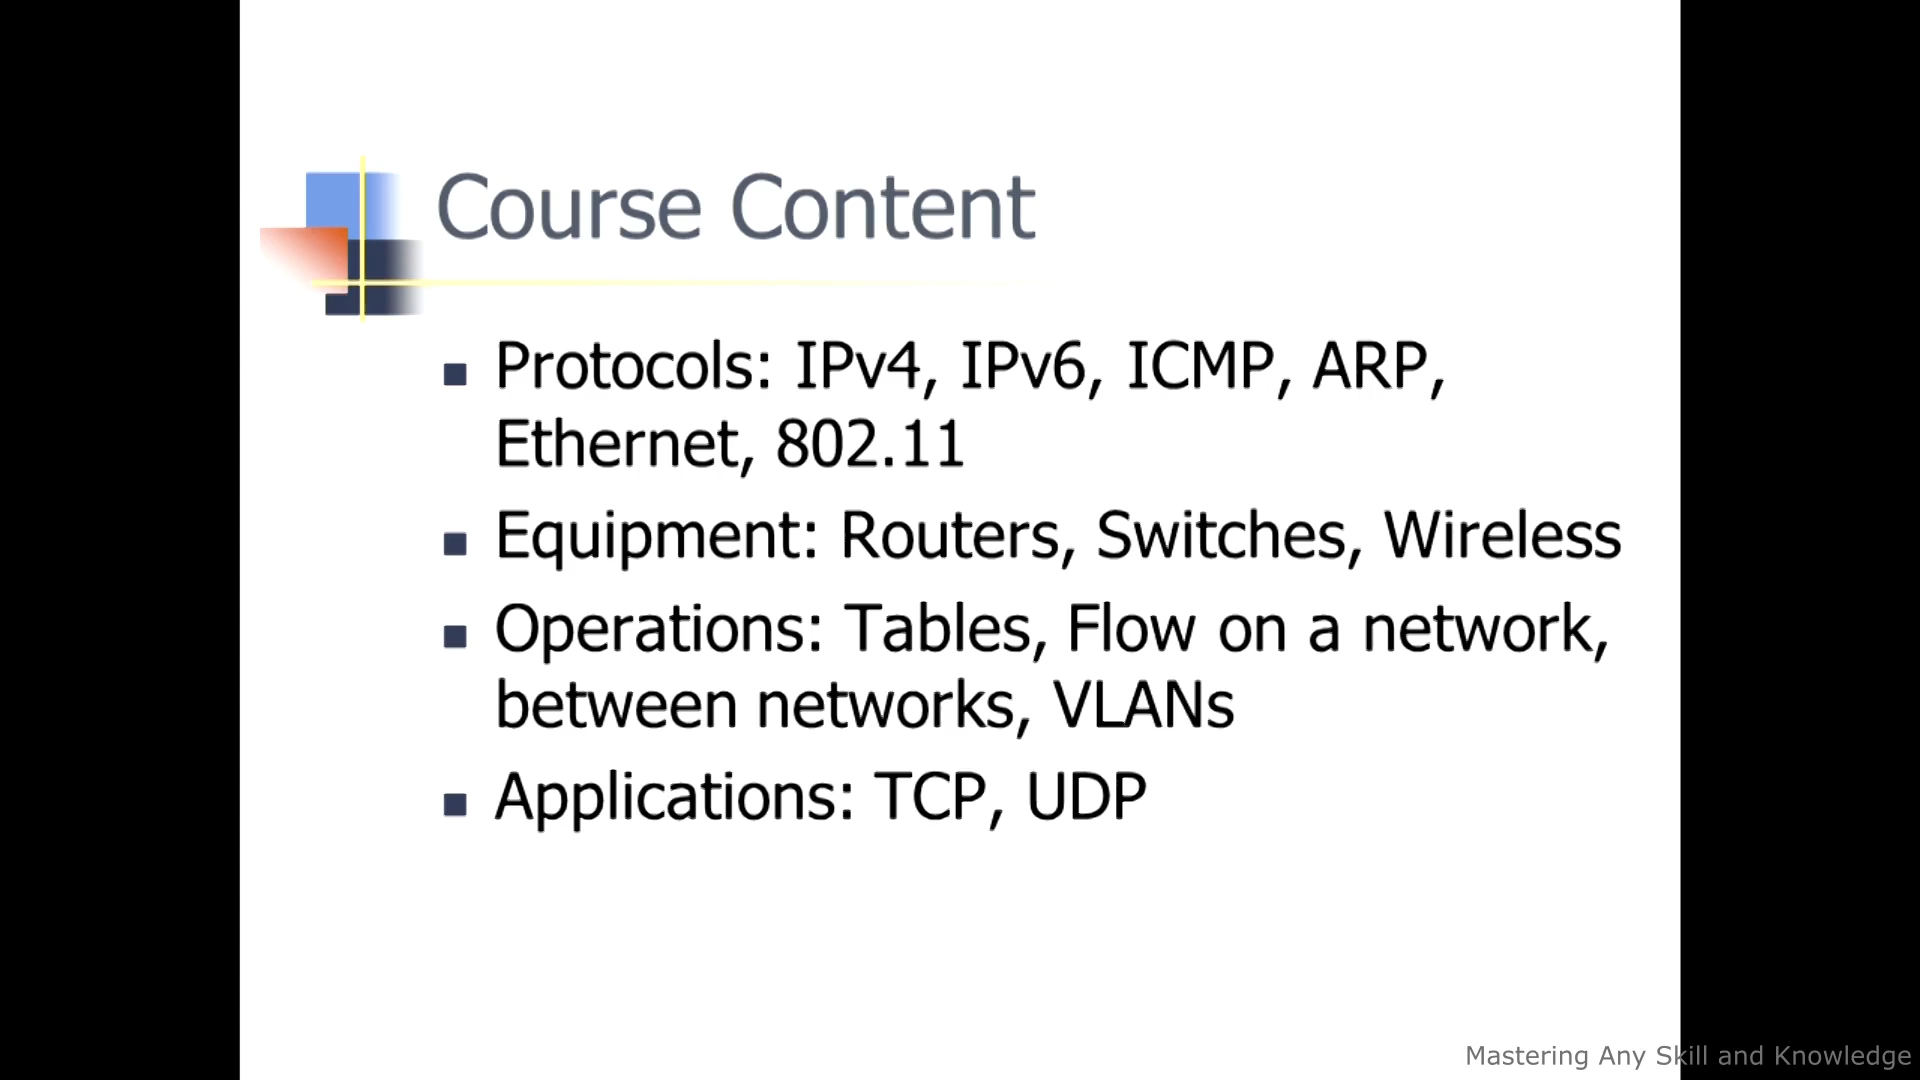 Course Content
Protocols: IPv4, IPv6, ICMP, ARP,
Ethernet, 802.11
Equipment: Routers, Switches, Wireless
Operations: Tables, Flow on a network,
between networks, VLANs
Applications: TCP, UDP
Mastering Any Skill and Knowledge